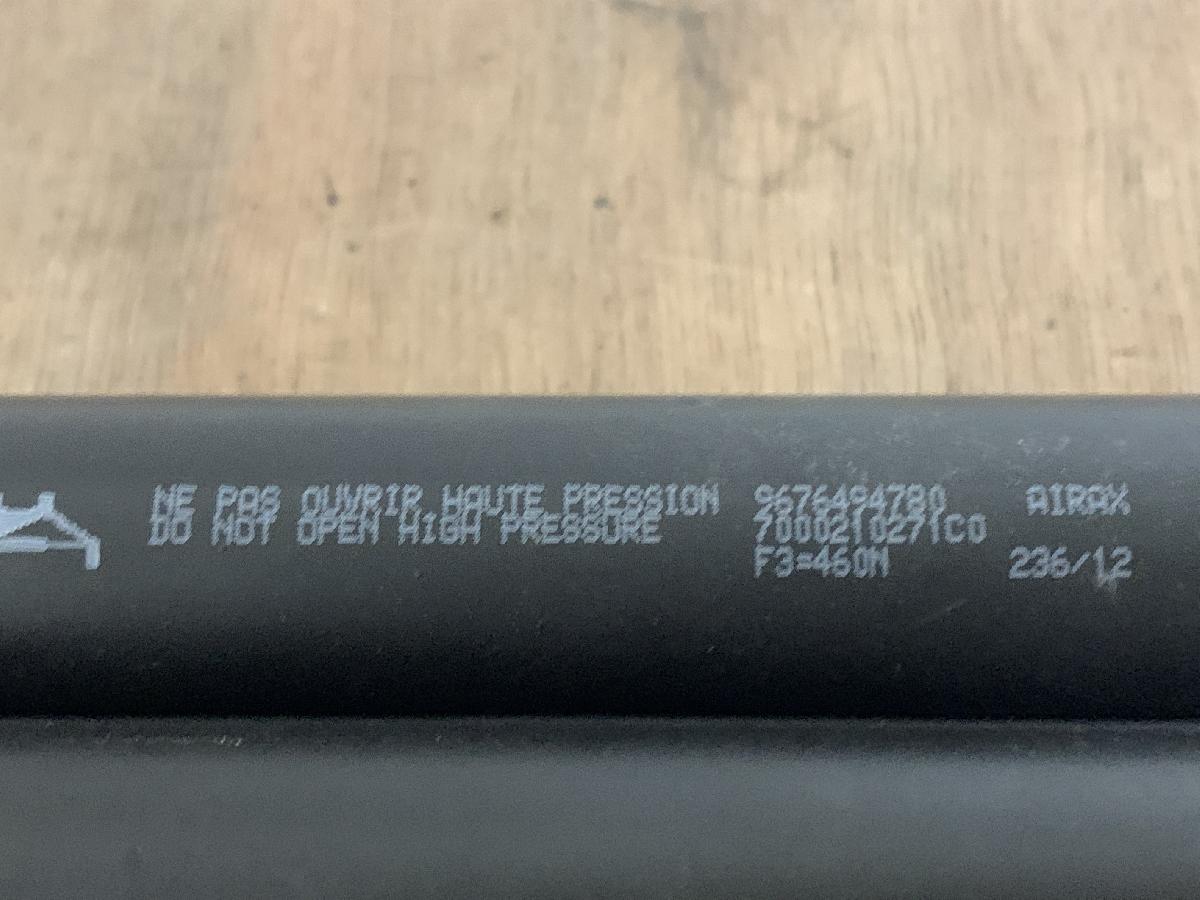 NE PAS OUVRIR HAUTE PRESSION 9676494780 AIRAX
DO NOT OPEN HIGH PRESSURE 7000210271C0
F3=460N 236/12